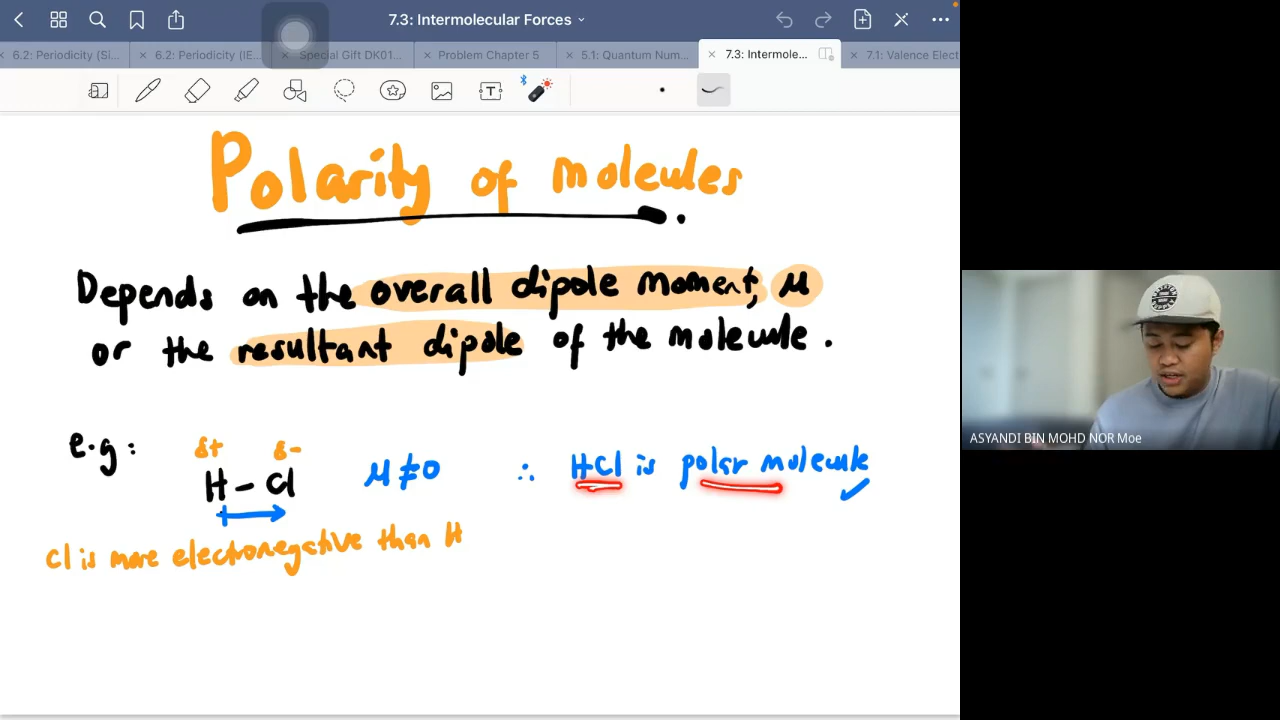 7.3: Intermolecular Forces
6.2: Periodicity (Si...
6.2: Periodicity (IE...
Special Gift DK01...
Problem Chapter 5
5.1: Quantum Num...
7.3: Intermole...
7.1: Valence Elect
Polarity of molecules
Depends on the overall dipole moment, μ
or the resultant dipole of the molecule.
e.g:
δ+ δ-
H - Cl μ ≠ 0 ∴ HCl is polar molecule
Cl is more electronegative than H
ASYANDI BIN MOHD NOR Moe